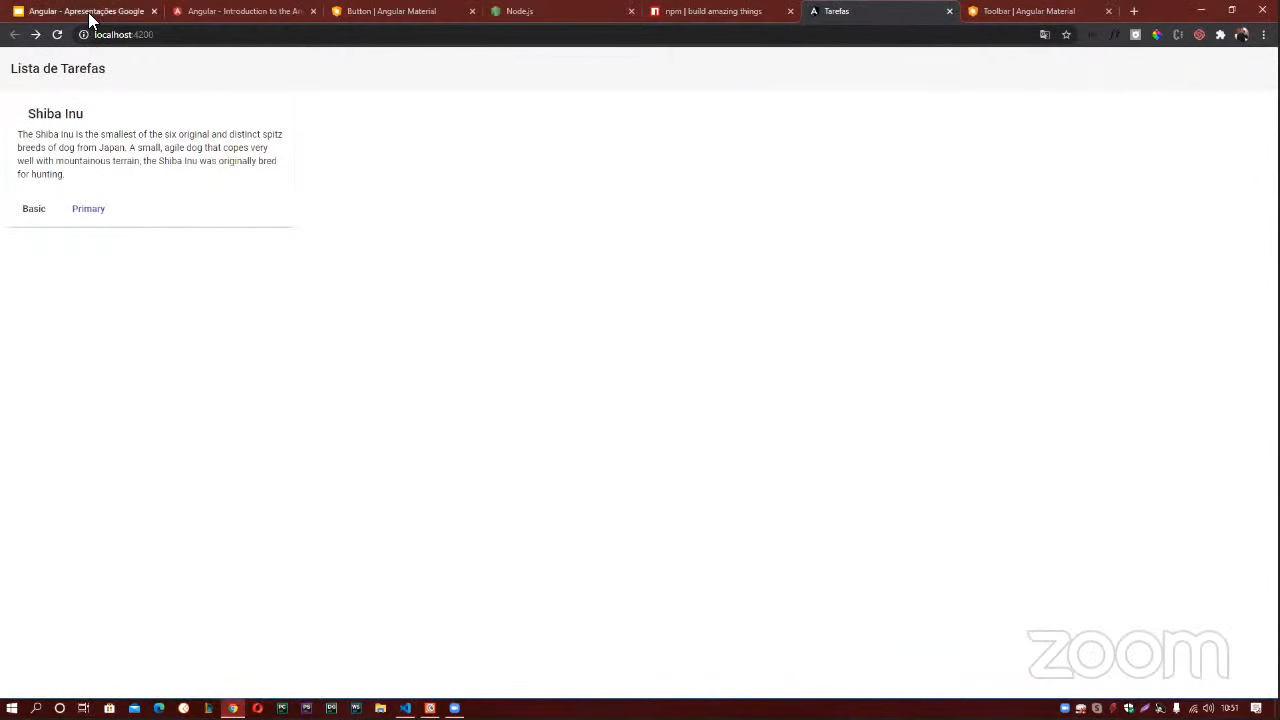 Angular - Apresentações Google
Angular - Introduction to the An
Button | Angular Material
Node.js
npm | build amazing things
Tarefas
Toolbar | Angular Material
localhost:4200
Lista de Tarefas
Shiba Inu
The Shiba Inu is the smallest of the six original and distinct spitz
breeds of dog from Japan. A small, agile dog that copes very
well with mountainous terrain, the Shiba Inu was originally bred
for hunting.
Basic
Primary
zoom
10:51